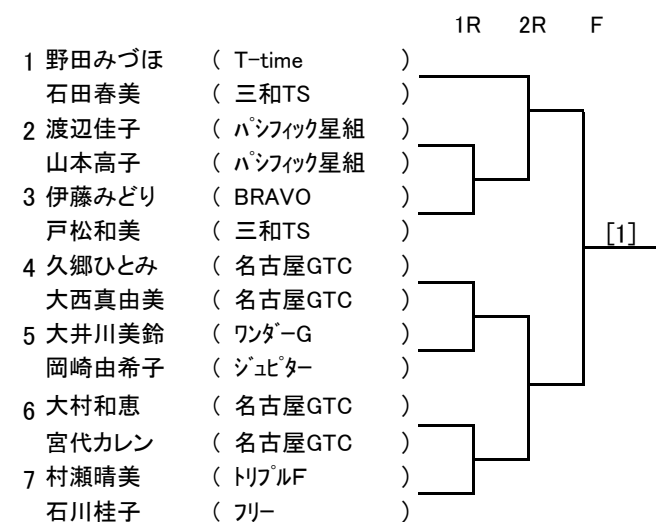 1R 2R F
1 野田みづほ ( T-time )
石田春美 ( 三和TS )
2 渡辺佳子 ( ﾊﾟｼﾌィック星組 )
山本高子 ( ﾊﾟｼﾌィック星組 )
3 伊藤みどり ( BRAVO )
戸松和美 ( 三和TS )
[1]
4 久郷ひとみ ( 名古屋GTC )
大西真由美 ( 名古屋GTC )
5 大井川美鈴 ( ﾜﾝﾀﾞｰG )
岡崎由希子 ( ｼﾞｭﾋﾟﾀｰ )
6 大村和恵 ( 名古屋GTC )
宮代カレン ( 名古屋GTC )
7 村瀬晴美 ( ﾄﾘﾌﾟﾙF )
石川桂子 ( ﾌﾘｰ )